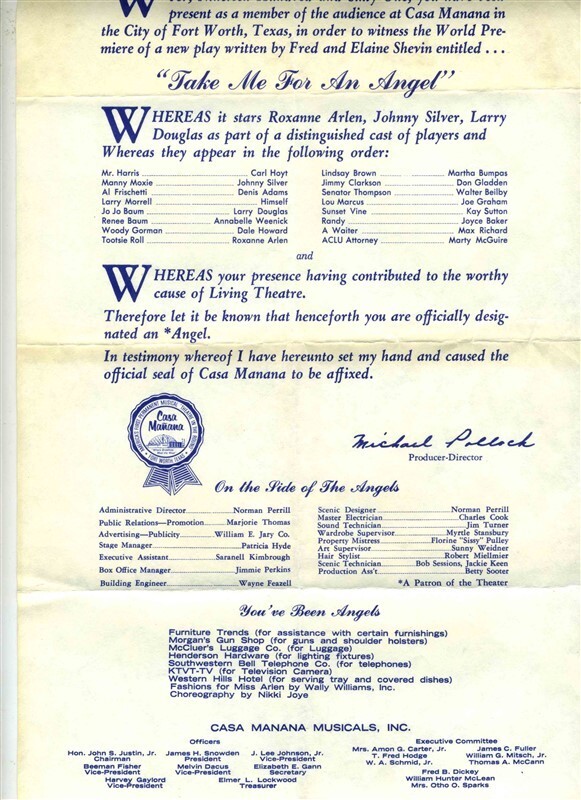 present as a member of the audience at Casa Manana in
the City of Fort Worth, Texas, in order to witness the World Pre-
miere of a new play written by Fred and Elaine Shevin entitled . . .
"Take Me For An Angel"
WHEREAS it stars Roxanne Arlen, Johnny Silver, Larry
Douglas as part of a distinguished cast of players and
Whereas they appear in the following order:
Mr. Harris ........ Carl Hoyt
Manny Moxie ........ Johnny Silver
Al Frischetti ........ Denis Adams
Larry Morrell ........ Himself
Jo Jo Baum ........ Larry Douglas
Renee Baum ........ Annabelle Weenick
Woody Gorman ........ Dale Howard
Tootsie Roll ........ Roxanne Arlen
Lindsay Brown ........ Martha Bumpas
Jimmy Clarkson ........ Don Gladden
Senator Thompson ........ Walter Beilby
Lou Marcus ........ Joe Graham
Sunset Vine ........ Kay Sutton
Randy ........ Joyce Baker
A Waiter ........ Max Richard
ACLU Attorney ........ Marty McGuire
and
WHEREAS your presence having contributed to the worthy
cause of Living Theatre.
Therefore let it be known that henceforth you are officially desig-
nated an *Angel.
In testimony whereof I have hereunto set my hand and caused the
official seal of Casa Manana to be affixed.
AMERICA'S FIRST PERMANENT MUSICAL THEATRE IN THE ROUND
Casa
Mañana
FORT WORTH, TEXAS
Michael Pollock
Producer-Director
On the Side of The Angels
Administrative Director ........ Norman Perrill
Public Relations—Promotion ........ Marjorie Thomas
Advertising—Publicity ........ William E. Jary Co.
Stage Manager ........ Patricia Hyde
Executive Assistant ........ Saranell Kimbrough
Box Office Manager ........ Jimmie Perkins
Building Engineer ........ Wayne Feazell
Scenic Designer ........ Norman Perrill
Master Electrician ........ Charles Cook
Sound Technician ........ Jim Turner
Wardrobe Supervisor ........ Myrtle Stansbury
Property Mistress ........ Florine "Sissy" Pulley
Art Supervisor ........ Sunny Weidner
Hair Stylist ........ Robert Miellmier
Scenic Technician ........ Bob Sessions, Jackie Keen
Production Ass't ........ Betty Sooter
*A Patron of the Theater
You've Been Angels
Furniture Trends (for assistance with certain furnishings)
Morgan's Gun Shop (for guns and shoulder holsters)
McCluer's Luggage Co. (for Luggage)
Henderson Hardware (for lighting fixtures)
Southwestern Bell Telephone Co. (for telephones)
KTVT-TV (for Television Camera)
Western Hills Hotel (for serving tray and covered dishes)
Fashions for Miss Arlen by Wally Williams, Inc.
Choreography by Nikki Joye
CASA MANANA MUSICALS, INC.
Officers
Hon. John S. Justin, Jr.
Chairman
James H. Snowden
President
J. Lee Johnson, Jr.
Vice-President
Beeman Fisher
Vice-President
Melvin Dacus
Vice-President
Elizabeth E. Gann
Secretary
Harvey Gaylord
Vice-President
Elmer L. Lockwood
Treasurer
Executive Committee
Mrs. Amon G. Carter, Jr.
James C. Fuller
T. Fred Hodge
William G. Mitsch, Jr.
W. A. Schmid, Jr.
Thomas A. McCann
Fred B. Dickey
William Hunter McLean
Mrs. Otho O. Sparks